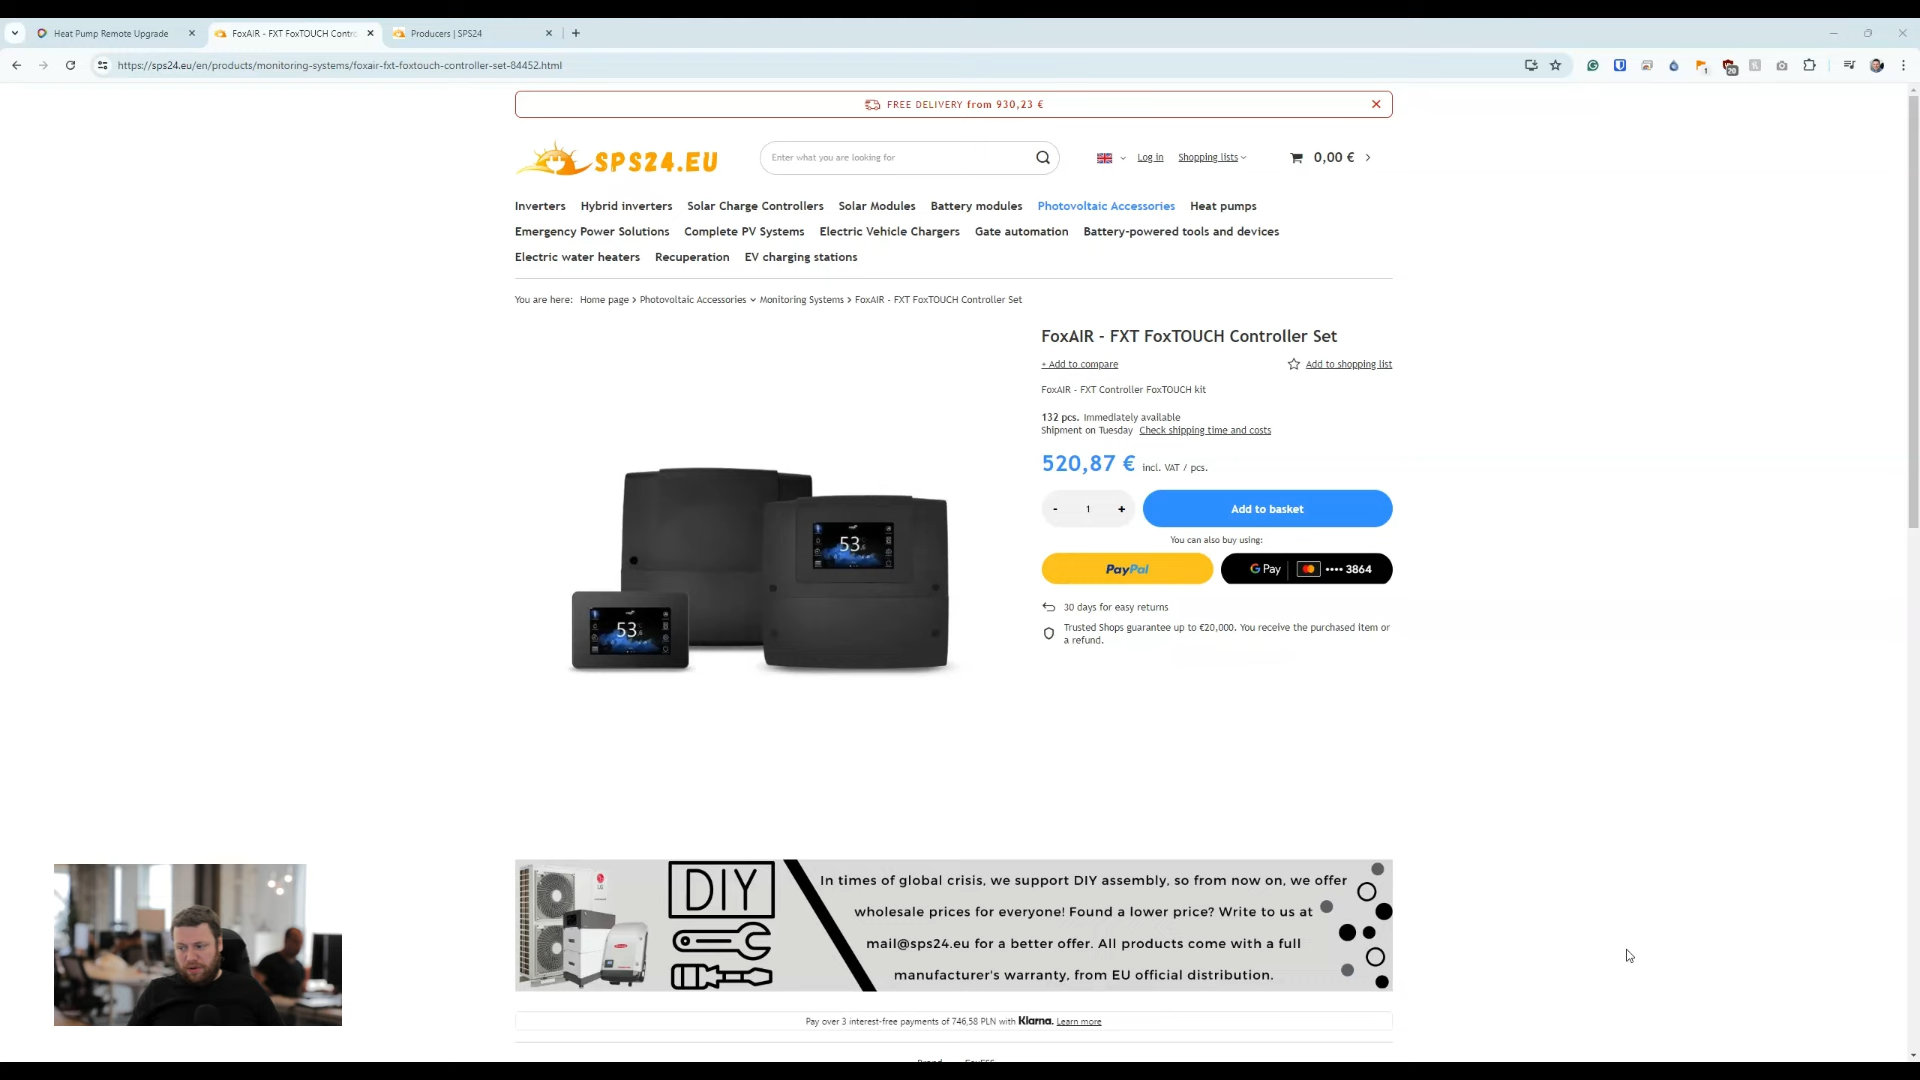 Heat Pump Remote Upgrade
FoxAIR - FXT FoxTOUCH Contro
Producers | SPS24
https://sps24.eu/en/products/monitoring-systems/foxair-fxt-foxtouch-controller-set-84452.html
1
20
FREE DELIVERY from 930,23 €
SPS24.EU
Enter what you are looking for
Log in
Shopping lists
0,00 €
Inverters Hybrid inverters Solar Charge Controllers Solar Modules Battery modules Photovoltaic Accessories Heat pumps
Emergency Power Solutions Complete PV Systems Electric Vehicle Chargers Gate automation Battery-powered tools and devices
Electric water heaters Recuperation EV charging stations
You are here: Home page > Photovoltaic Accessories Monitoring Systems > FoxAIR - FXT FoxTOUCH Controller Set
FoxAIR - FXT FoxTOUCH Controller Set
+ Add to compare
Add to shopping list
FoxAIR - FXT Controller FoxTOUCH kit
132 pcs. Immediately available
Shipment on Tuesday Check shipping time and costs
520,87 € incl. VAT / pcs.
- 1 +
Add to basket
You can also buy using:
PayPal
G Pay •••• 3864
30 days for easy returns
Trusted Shops guarantee up to €20,000. You receive the purchased item or
a refund.
53
53
DIY
LG
In times of global crisis, we support DIY assembly, so from now on, we offer
wholesale prices for everyone! Found a lower price? Write to us at
mail@sps24.eu for a better offer. All products come with a full
manufacturer's warranty, from EU official distribution.
Pay over 3 interest-free payments of 746,58 PLN with Klarna. Learn more